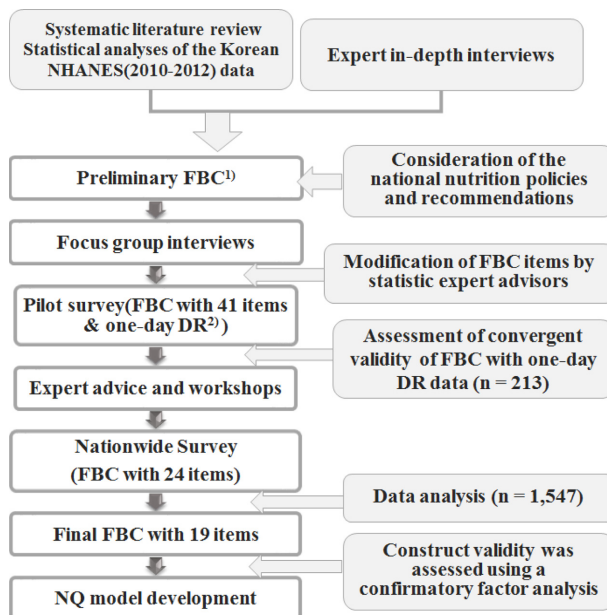 Systematic literature review
Statistical analyses of the Korean
NHANES(2010-2012) data
Expert in-depth interviews
Preliminary FBC1)
Consideration of the
national nutrition policies
and recommendations
Focus group interviews
Modification of FBC items by
statistic expert advisors
Pilot survey(FBC with 41 items
& one-day DR2) )
Assessment of convergent
validity of FBC with one-day
DR data (n = 213)
Expert advice and workshops
Nationwide Survey
(FBC with 24 items)
Data analysis (n = 1,547)
Final FBC with 19 items
Construct validity was
assessed using a
confirmatory factor analysis
NQ model development